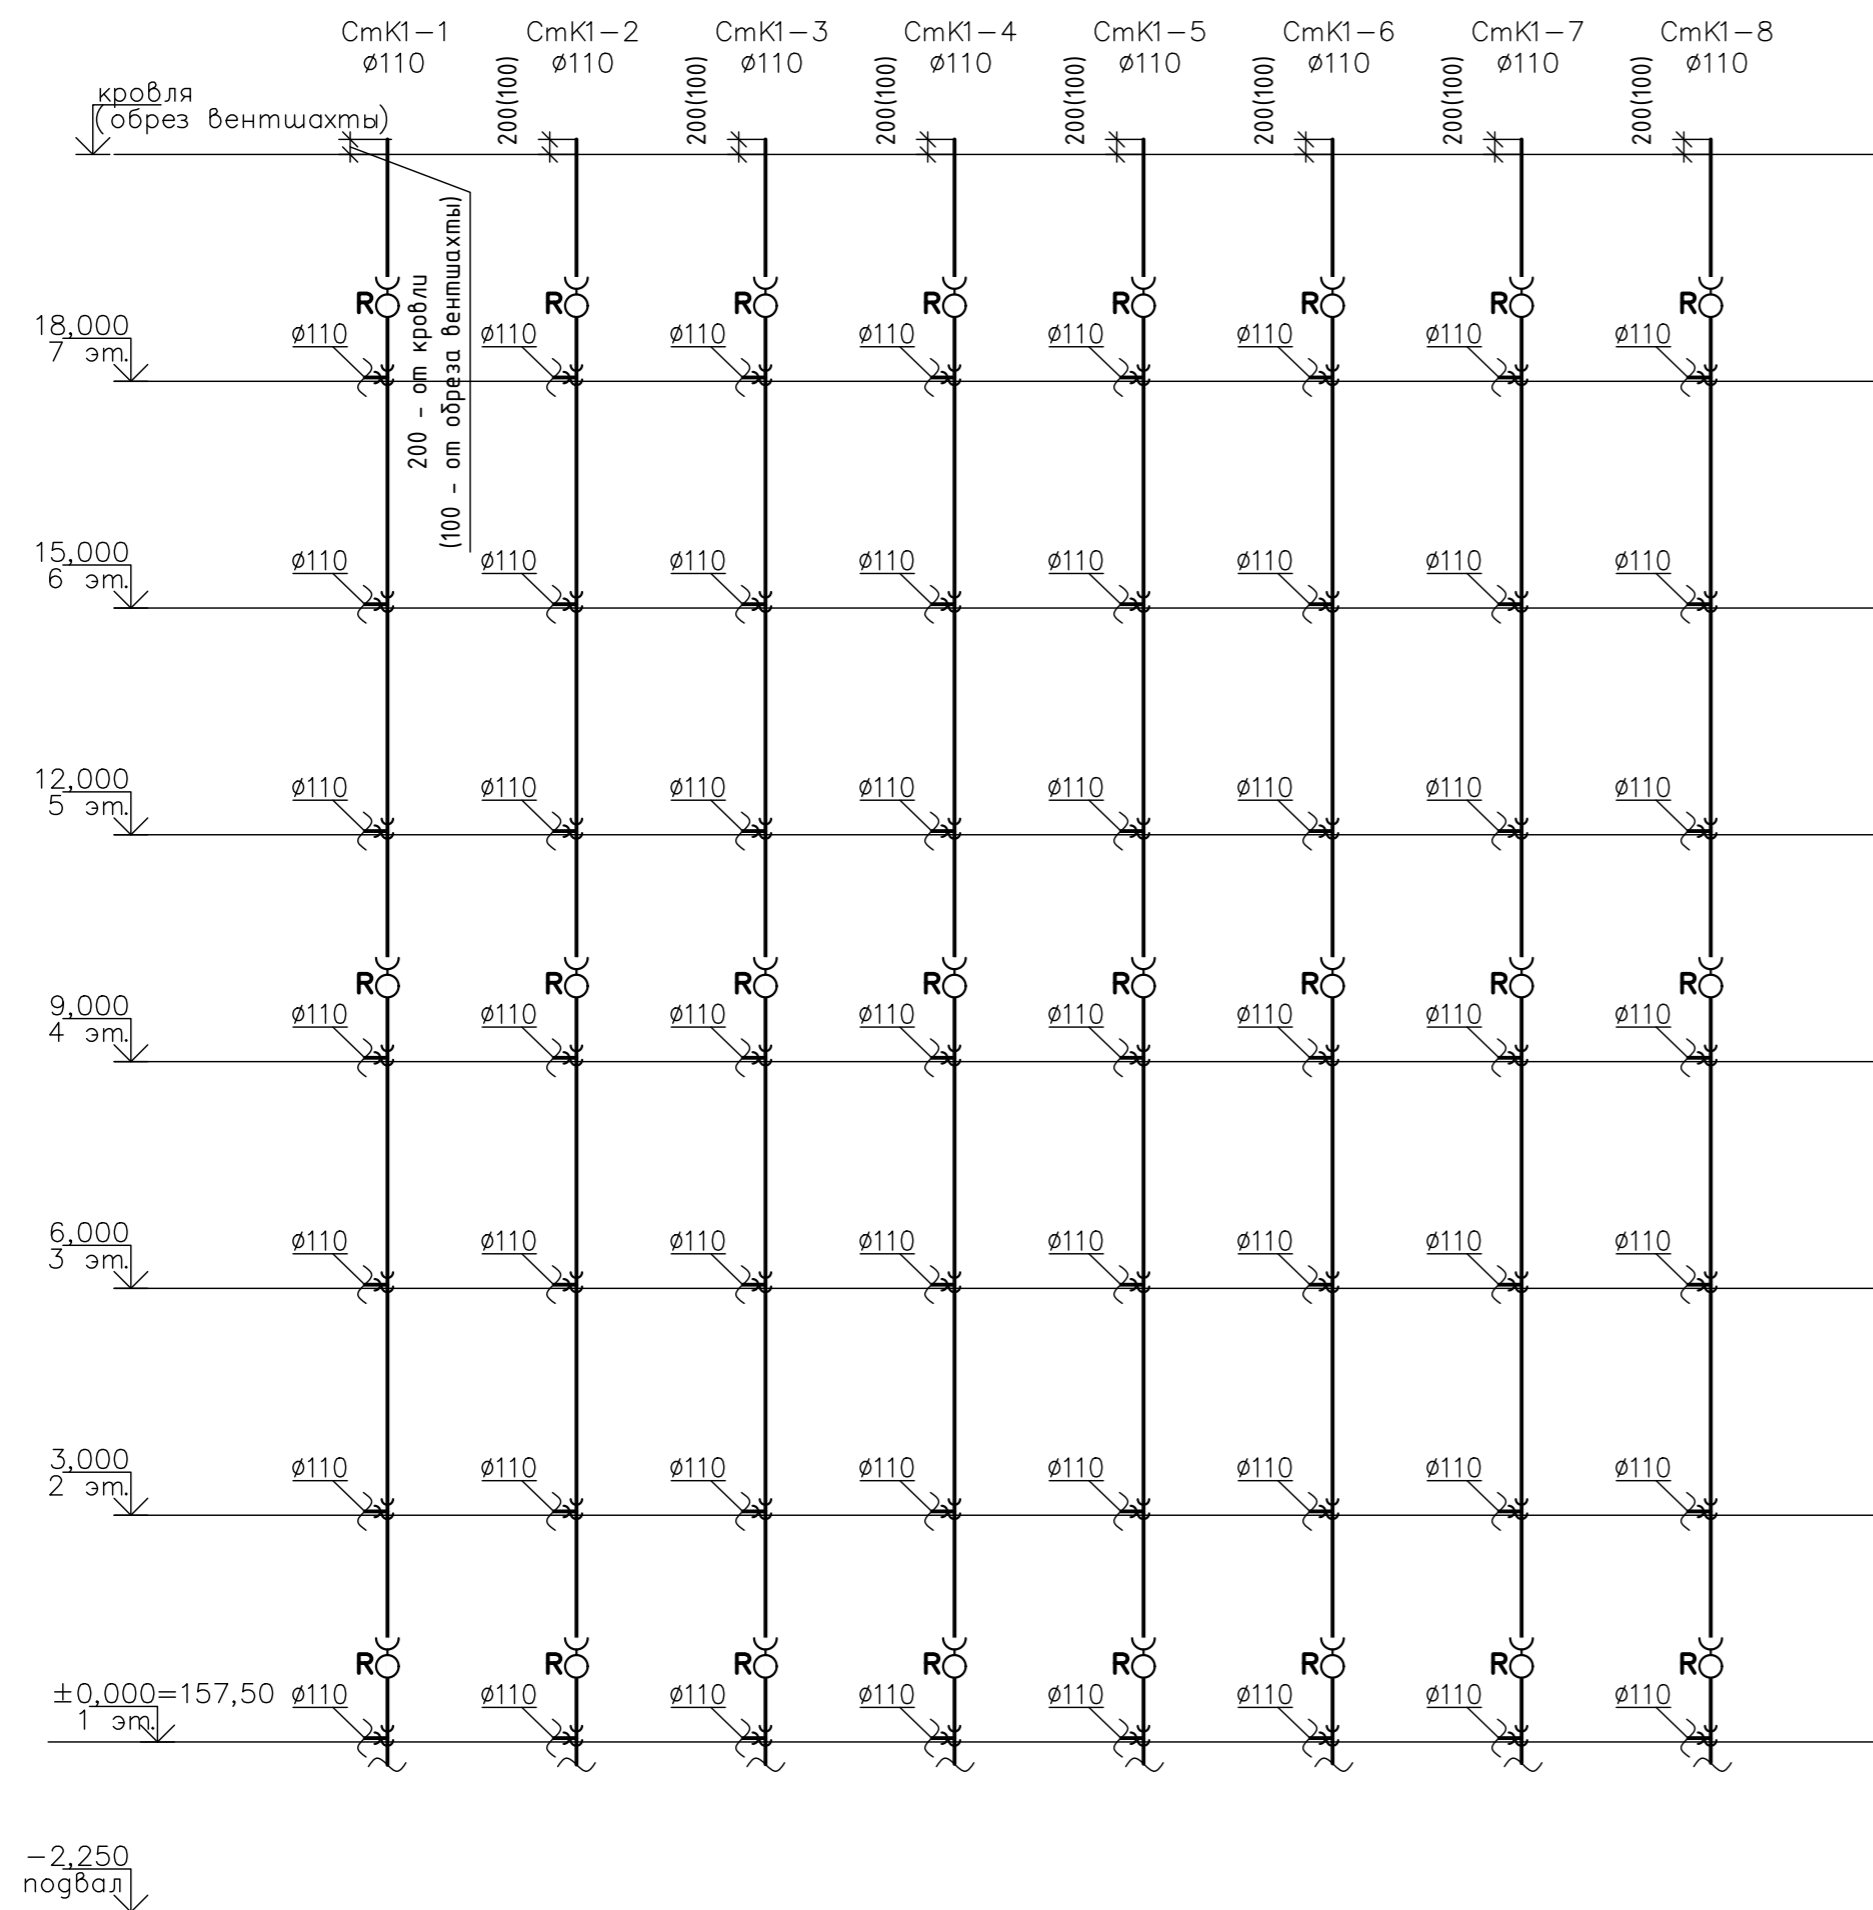 СтК1-1 СтК1-2 СтК1-3 СтК1-4 СтК1-5 СтК1-6 СтК1-7 СтК1-8
ø110 ø110 ø110 ø110 ø110 ø110 ø110 ø110
200(100) 200(100) 200(100) 200(100) 200(100) 200(100) 200(100)
кровля
(обрез вентшахты)
200 - от кровли
(100 - от обреза вентшахты)
R R R R R R R R
18,000
7 эт.
ø110 ø110 ø110 ø110 ø110 ø110 ø110 ø110
15,000
6 эт.
ø110 ø110 ø110 ø110 ø110 ø110 ø110 ø110
12,000
5 эт.
ø110 ø110 ø110 ø110 ø110 ø110 ø110 ø110
R R R R R R R R
9,000
4 эт.
ø110 ø110 ø110 ø110 ø110 ø110 ø110 ø110
6,000
3 эт.
ø110 ø110 ø110 ø110 ø110 ø110 ø110 ø110
3,000
2 эт.
ø110 ø110 ø110 ø110 ø110 ø110 ø110 ø110
R R R R R R R R
±0,000=157,50
1 эт.
ø110 ø110 ø110 ø110 ø110 ø110 ø110 ø110
-2,250
подвал